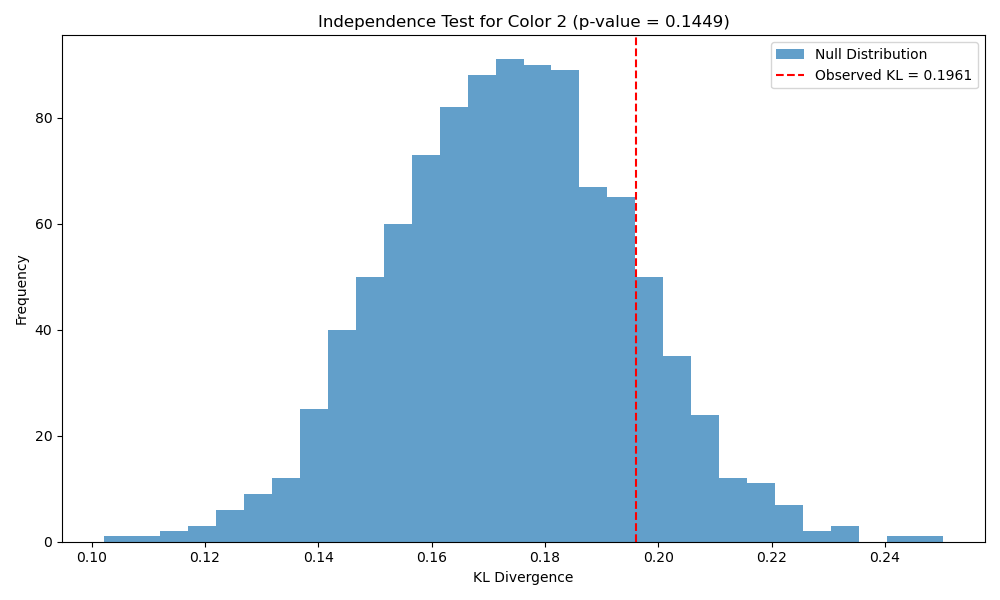 Independence Test for Color 2 (p-value = 0.1449)
Null Distribution
Observed KL = 0.1961
Frequency
80
60
40
20
0
0.10 0.12 0.14 0.16 0.18 0.20 0.22 0.24
KL Divergence